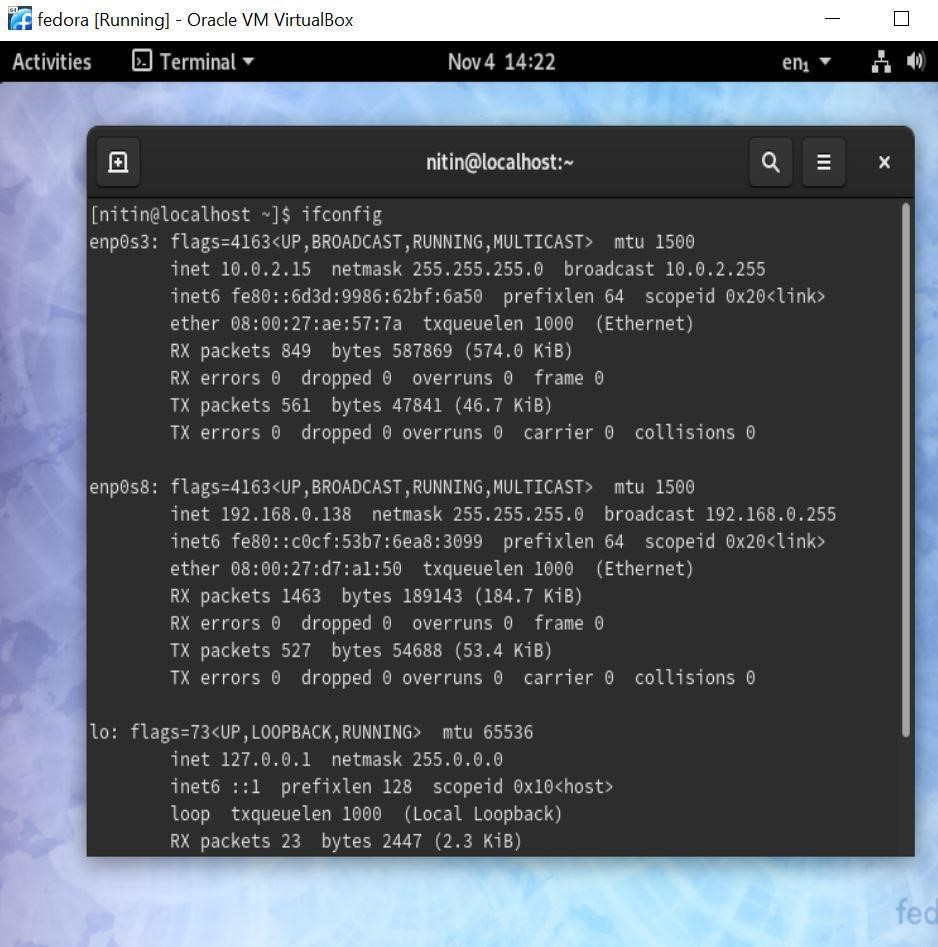 fedora [Running] - Oracle VM VirtualBox
Activities Terminal Nov 4 14:22 en1
nitin@localhost:~
[nitin@localhost ~]$ ifconfig
enp0s3: flags=4163<UP,BROADCAST,RUNNING,MULTICAST>  mtu 1500
        inet 10.0.2.15  netmask 255.255.255.0  broadcast 10.0.2.255
        inet6 fe80::6d3d:9986:62bf:6a50  prefixlen 64  scopeid 0x20<link>
        ether 08:00:27:ae:57:7a  txqueuelen 1000  (Ethernet)
        RX packets 849  bytes 587869 (574.0 KiB)
        RX errors 0  dropped 0  overruns 0  frame 0
        TX packets 561  bytes 47841 (46.7 KiB)
        TX errors 0  dropped 0 overruns 0  carrier 0  collisions 0
enp0s8: flags=4163<UP,BROADCAST,RUNNING,MULTICAST>  mtu 1500
        inet 192.168.0.138  netmask 255.255.255.0  broadcast 192.168.0.255
        inet6 fe80::c0cf:53b7:6ea8:3099  prefixlen 64  scopeid 0x20<link>
        ether 08:00:27:d7:a1:50  txqueuelen 1000  (Ethernet)
        RX packets 1463  bytes 189143 (184.7 KiB)
        RX errors 0  dropped 0  overruns 0  frame 0
        TX packets 527  bytes 54688 (53.4 KiB)
        TX errors 0  dropped 0 overruns 0  carrier 0  collisions 0
lo: flags=73<UP,LOOPBACK,RUNNING>  mtu 65536
        inet 127.0.0.1  netmask 255.0.0.0
        inet6 ::1  prefixlen 128  scopeid 0x10<host>
        loop  txqueuelen 1000  (Local Loopback)
        RX packets 23  bytes 2447 (2.3 KiB)
fed